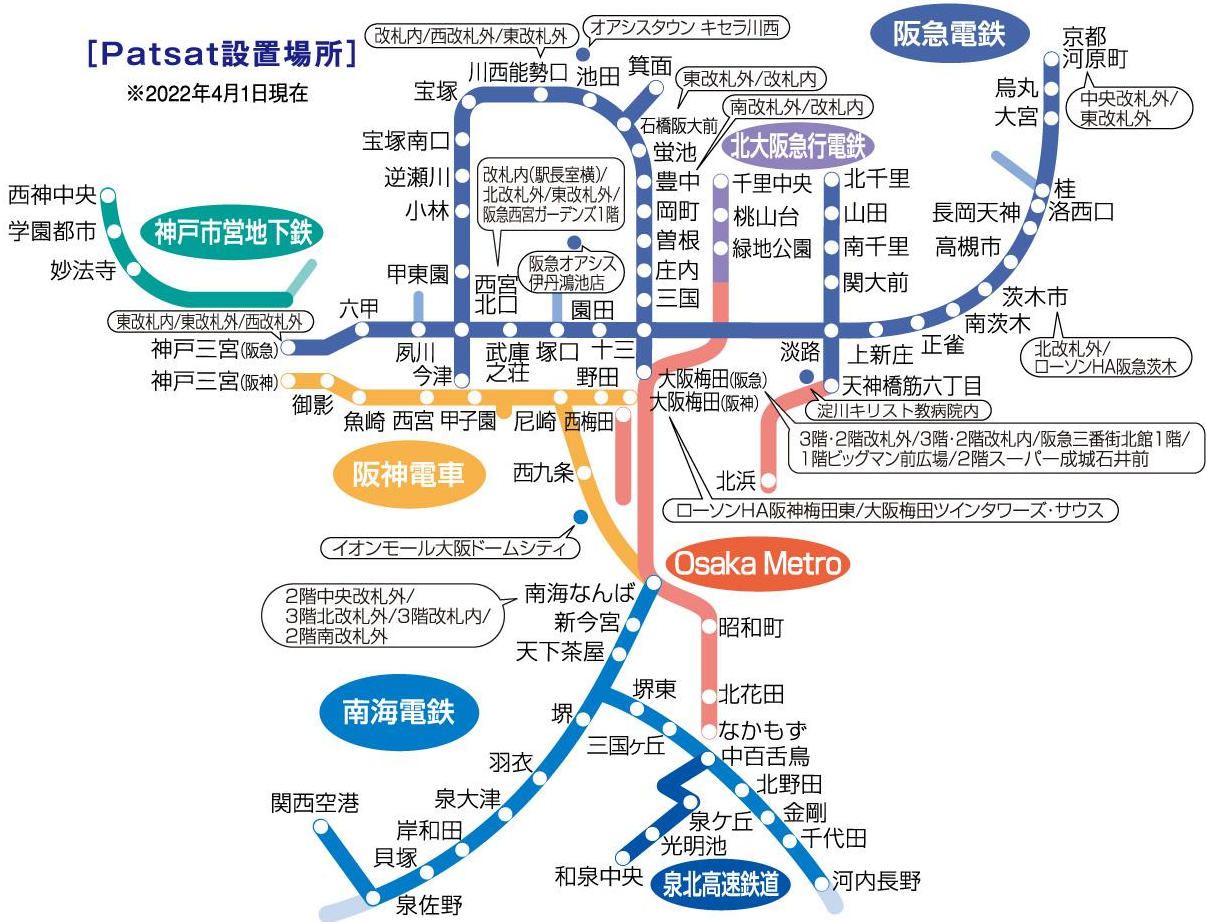 [Patsat設置場所]
※2022年4月1日現在
阪急電鉄
改札内/西改札外/東改札外
オアシスタウン キセラ川西
川西能勢口
池田
箕面
宝塚
東改札外/改札内
南改札外/改札内
石橋阪大前
北大阪急行電鉄
京都
河原町
烏丸
大宮
中央改札外/
東改札外
宝塚南口
逆瀬川
小林
蛍池
豊中
岡町
曽根
庄内
三国
改札内(駅長室横)/
北改札外/東改札外/
阪急西宮ガーデンズ1階
千里中央
桃山台
緑地公園
北千里
山田
南千里
関大前
桂
洛西口
長岡天神
高槻市
茨木市
南茨木
正雀
上新庄
淡路
北改札外/
ローソンHA阪急茨木
西神中央
学園都市
妙法寺
神戸市営地下鉄
甲東園
西宮
北口
阪急オアシス
伊丹鴻池店
園田
六甲
東改札内/東改札外/西改札外
神戸三宮(阪急)
夙川
今津
武庫
之荘
塚口
十三
神戸三宮(阪神)
御影
魚崎
西宮
甲子園
尼崎
野田
西梅田
大阪梅田(阪急)
大阪梅田(阪神)
天神橋筋六丁目
淀川キリスト教病院内
3階・2階改札外/3階・2階改札内/阪急三番街北館1階/
1階ビッグマン前広場/2階スーパー成城石井前
北浜
ローソンHA阪神梅田東/大阪梅田ツインタワーズ・サウス
阪神電車
西九条
イオンモール大阪ドームシティ
Osaka Metro
2階中央改札外/
3階北改札外/3階改札内/
2階南改札外
南海なんば
新今宮
天下茶屋
昭和町
北花田
なかもず
南海電鉄
堺
堺東
三国ヶ丘
中百舌鳥
北野田
金剛
千代田
河内長野
羽衣
泉大津
岸和田
貝塚
泉佐野
関西空港
泉ケ丘
光明池
和泉中央
泉北高速鉄道